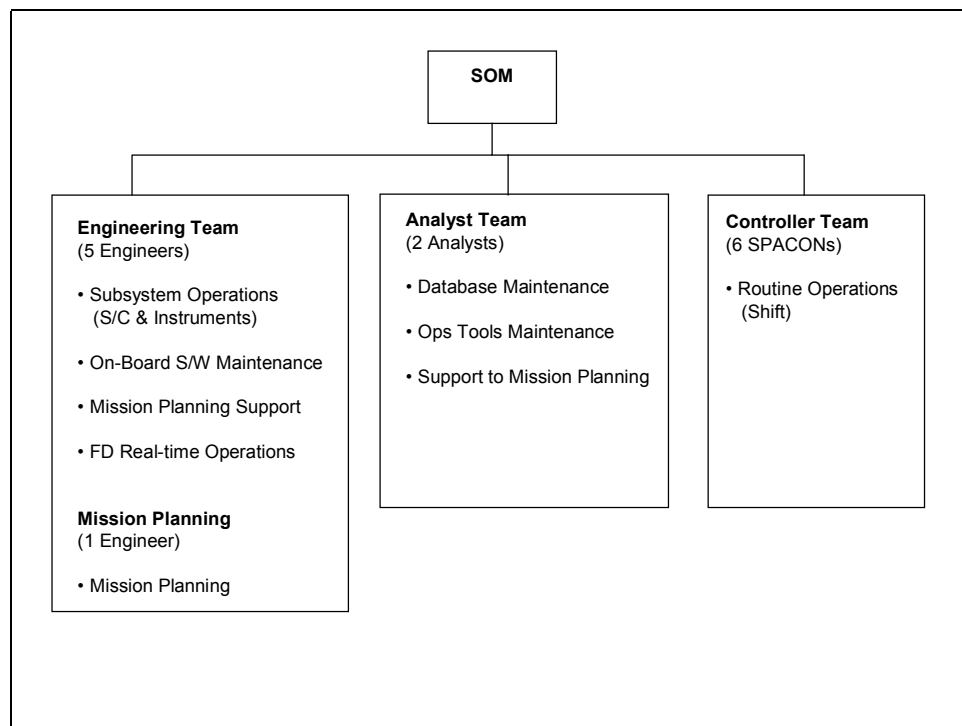 SOM
Engineering Team
(5 Engineers)
• Subsystem Operations
(S/C & Instruments)
• On-Board S/W Maintenance
• Mission Planning Support
• FD Real-time Operations
Mission Planning
(1 Engineer)
• Mission Planning
Analyst Team
(2 Analysts)
• Database Maintenance
• Ops Tools Maintenance
• Support to Mission Planning
Controller Team
(6 SPACONs)
• Routine Operations
(Shift)